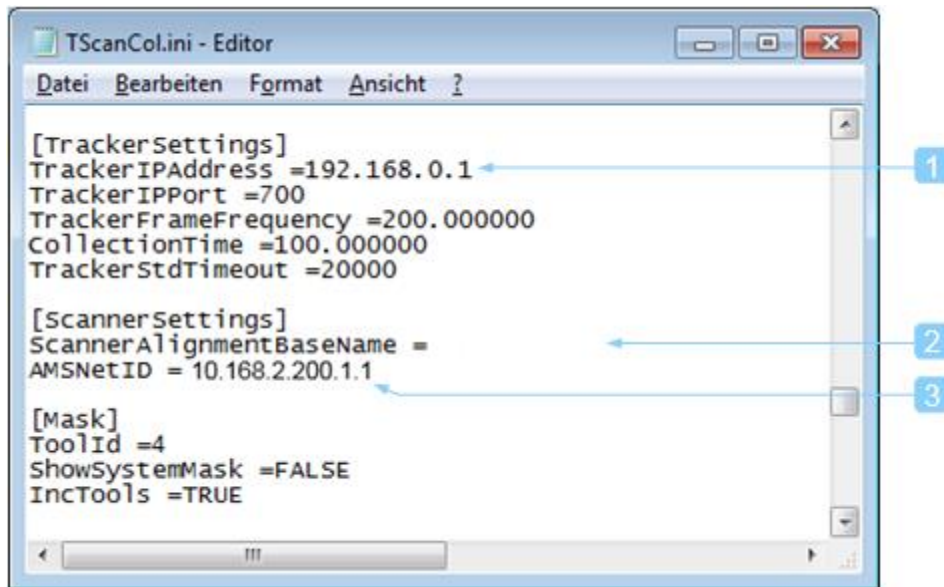 TScanCol.ini - Editor
Datei Bearbeiten Format Ansicht ?
[TrackerSettings]
TrackerIPAddress =192.168.0.1
TrackerIPPort =700
TrackerFrameFrequency =200.000000
CollectionTime =100.000000
TrackerStdTimeout =20000
[ScannerSettings]
ScannerAlignmentBaseName =
AMSNetID = 10.168.2.200.1.1
[Mask]
ToolId =4
ShowSystemMask =FALSE
IncTools =TRUE
1
2
3